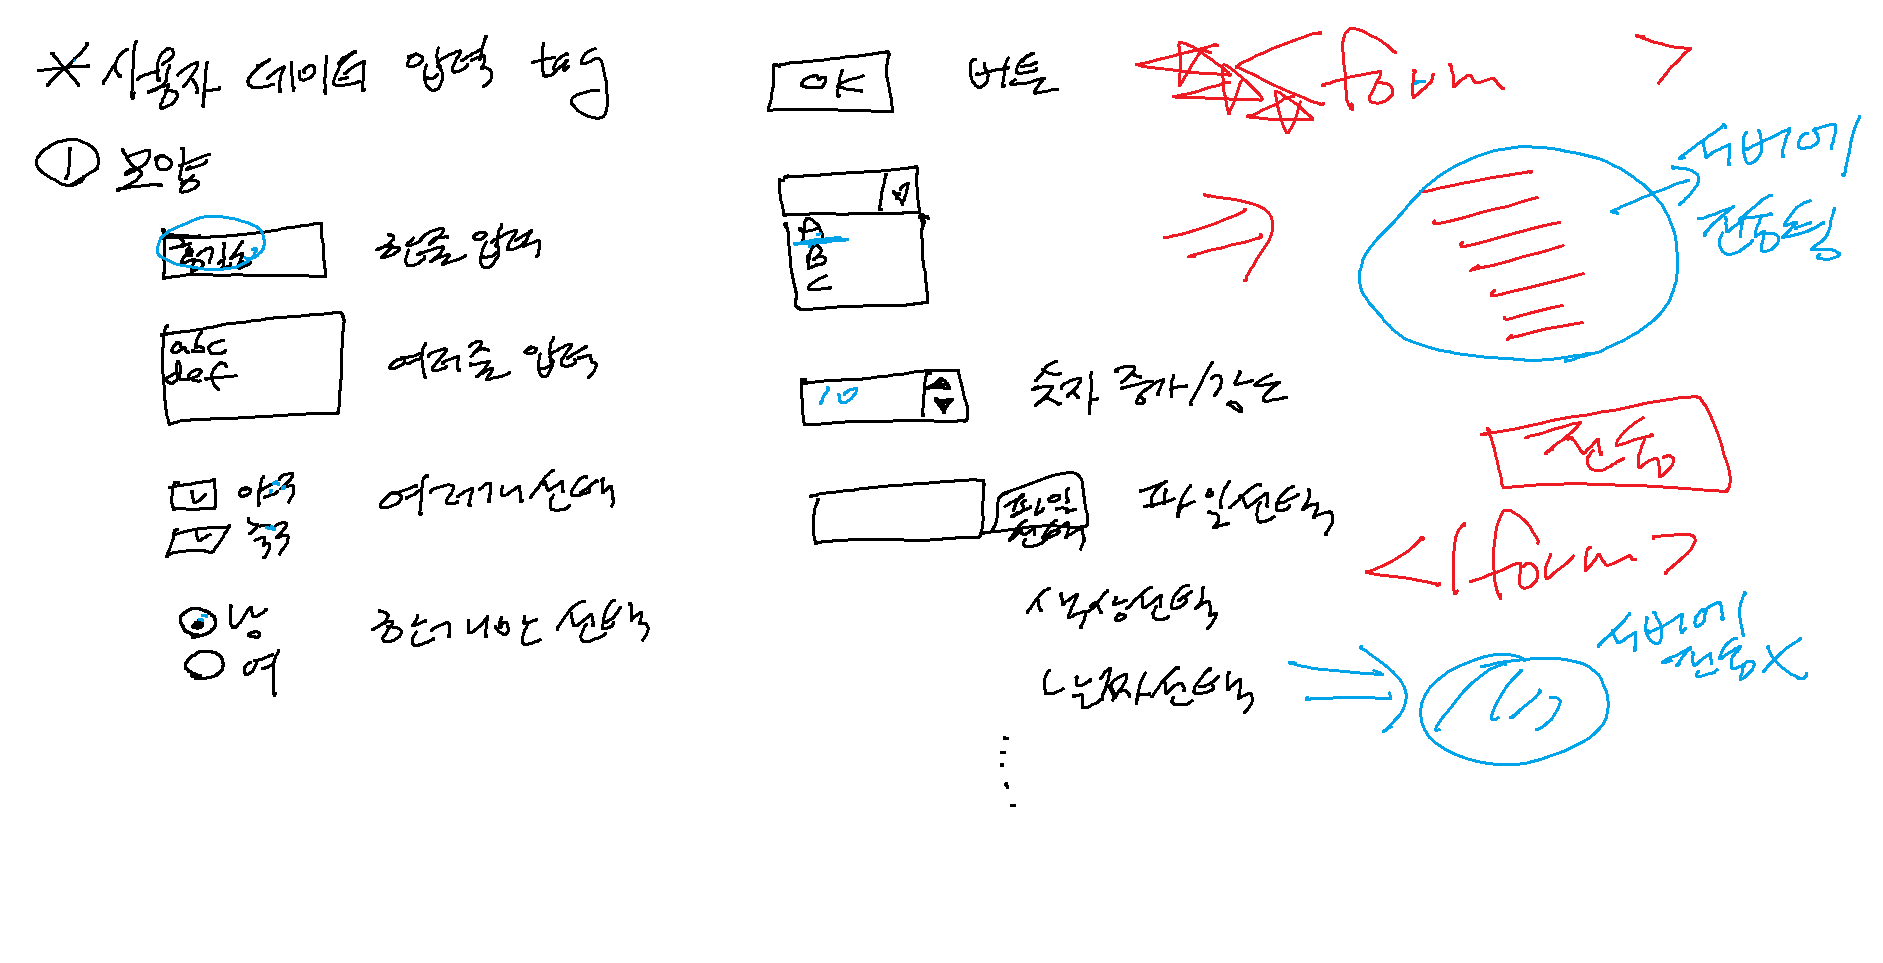 * 사용자 데이터 입력 tag
① 모양
홍길동
한줄 입력
abc
def
여러줄 입력
야구
축구
여러개 선택
남
여
한개만 선택
OK
버튼
A
B
C
10
숫자 증가/감소
파일
선택
파일선택
색상선택
날짜선택
<form >
서버에
전송됨
전송
</form>
서버에
전송X